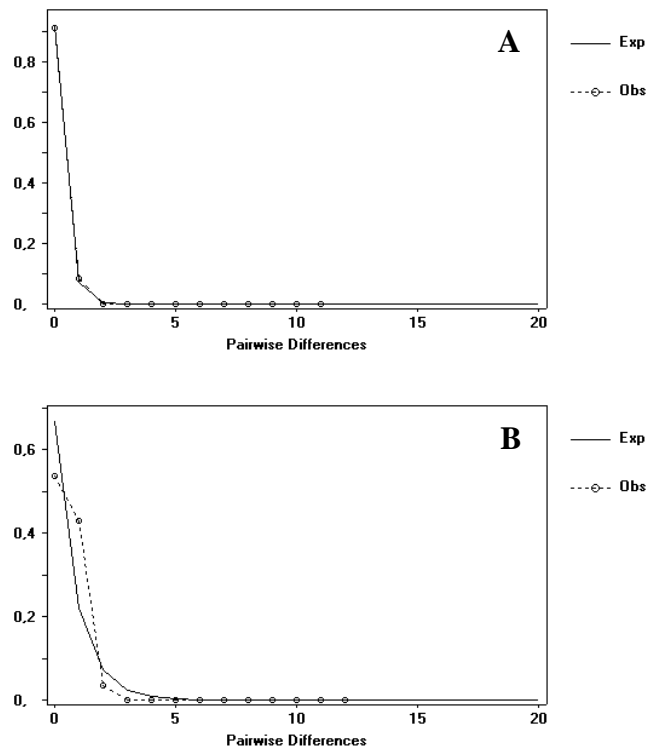 A
Exp
Obs
0,8
0,6
0,4
0,2
0,
0 5 10 15 20
Pairwise Differences
B
Exp
Obs
0,6
0,4
0,2
0,
0 5 10 15 20
Pairwise Differences